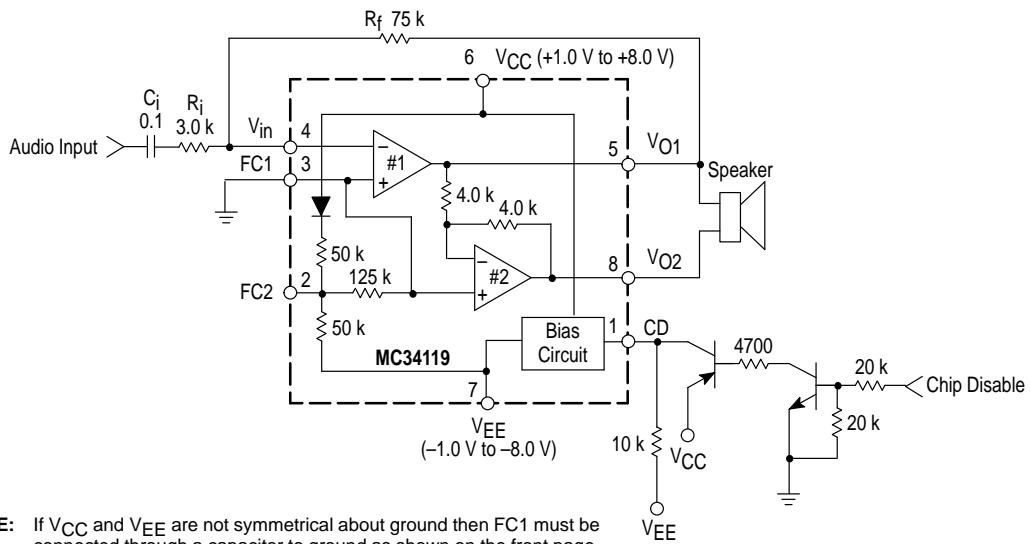 Rf 75 k
6 VCC (+1.0 V to +8.0 V)
Ci
0.1
Ri
3.0 k
Vin
4
Audio Input
FC1
3
#1
−
+
5
VO1
Speaker
4.0 k
4.0 k
50 k
#2
−
+
8
VO2
FC2
2
125 k
50 k
MC34119
Bias
Circuit
1
CD
4700
20 k
Chip Disable
20 k
7
VEE
(–1.0 V to –8.0 V)
10 k
VCC
VEE
E: If VCC and VEE are not symmetrical about ground then FC1 must be
connected through a capacitor to ground as shown on the front page